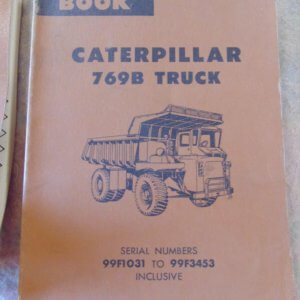 BOOK
CATERPILLAR
769B TRUCK
SERIAL NUMBERS
99F1031 TO 99F3453
INCLUSIVE